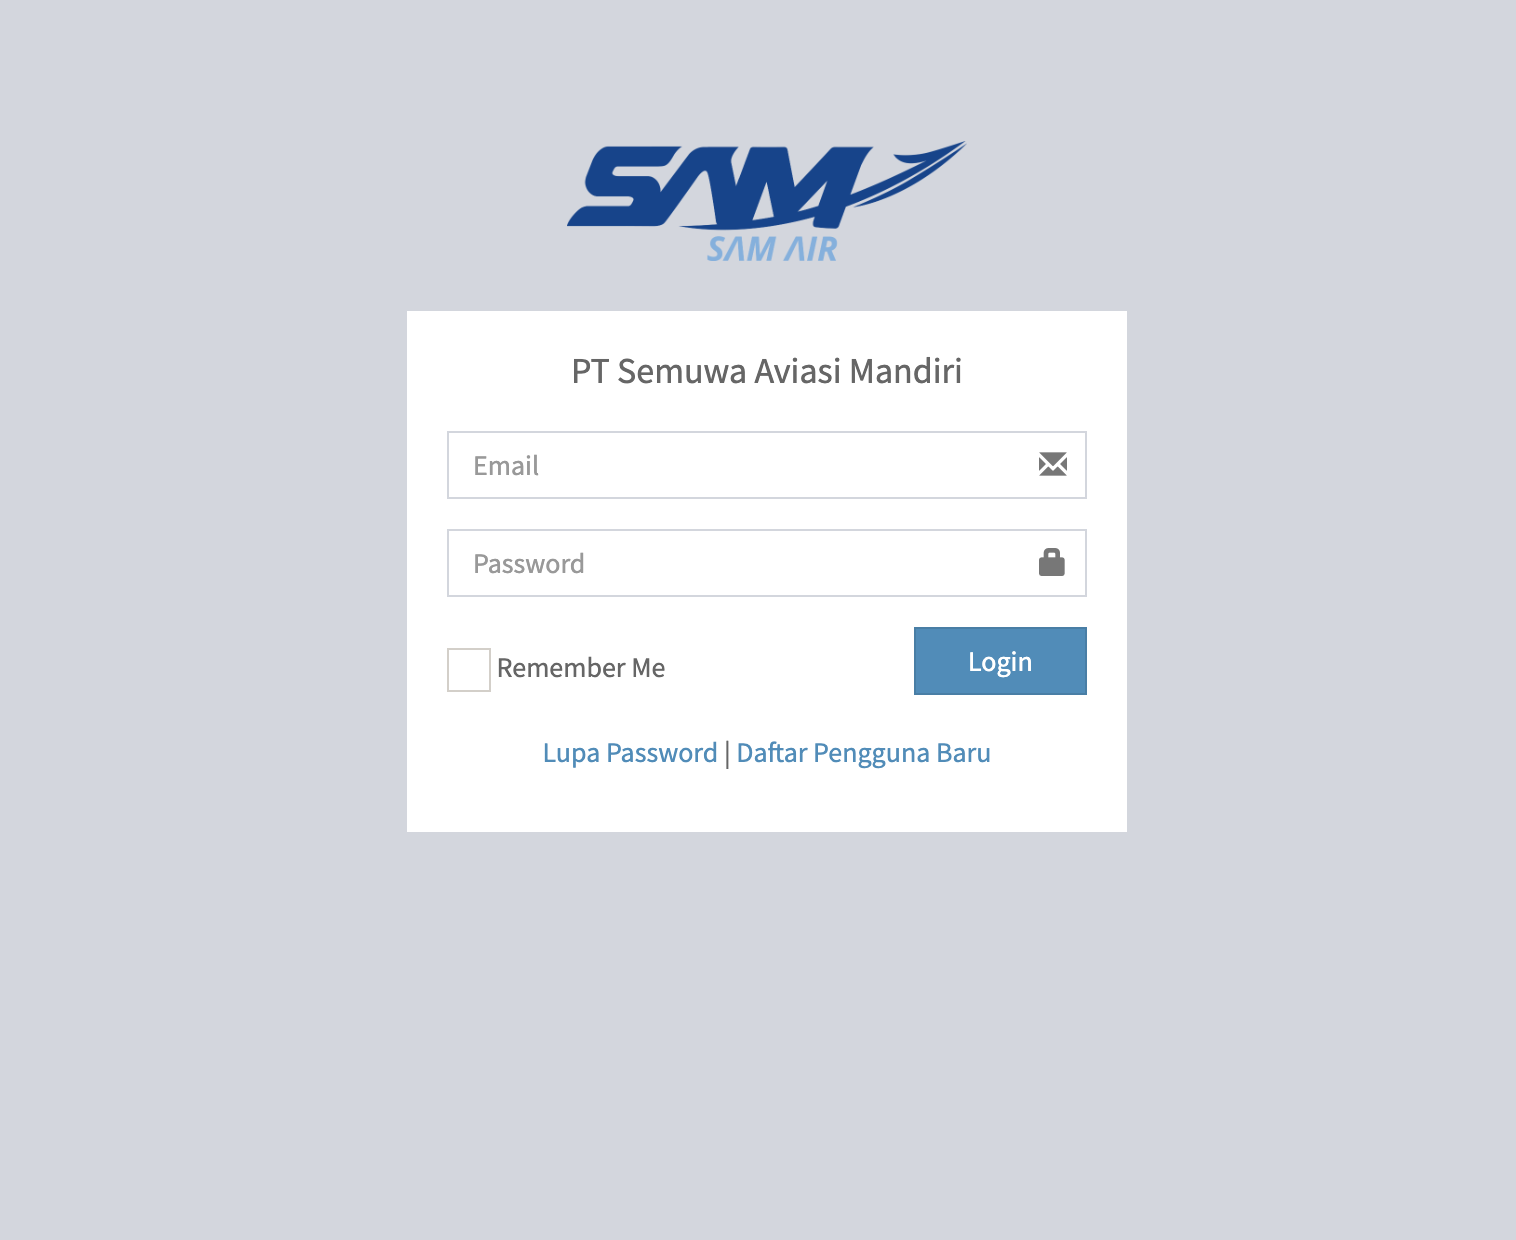 SAM
SAM AIR
PT Semuwa Aviasi Mandiri
Email
Password
Remember Me
Login
Lupa Password | Daftar Pengguna Baru